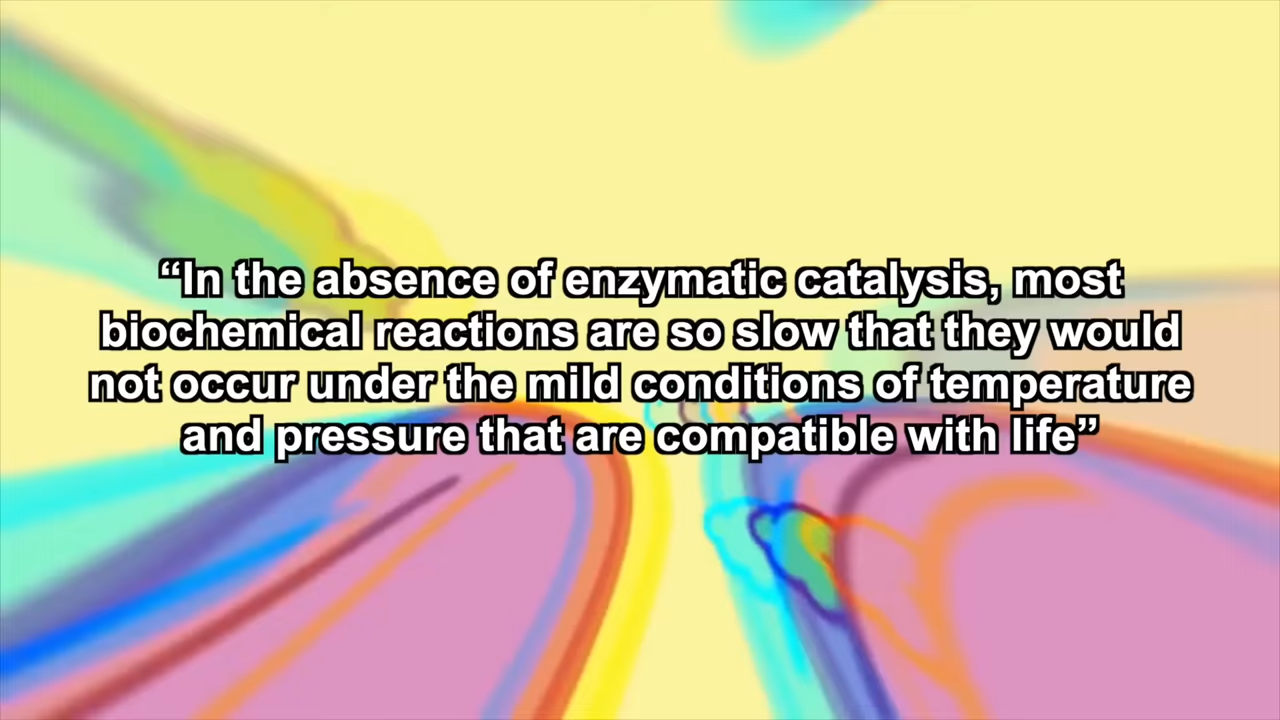 “In the absence of enzymatic catalysis, most
biochemical reactions are so slow that they would
not occur under the mild conditions of temperature
and pressure that are compatible with life”